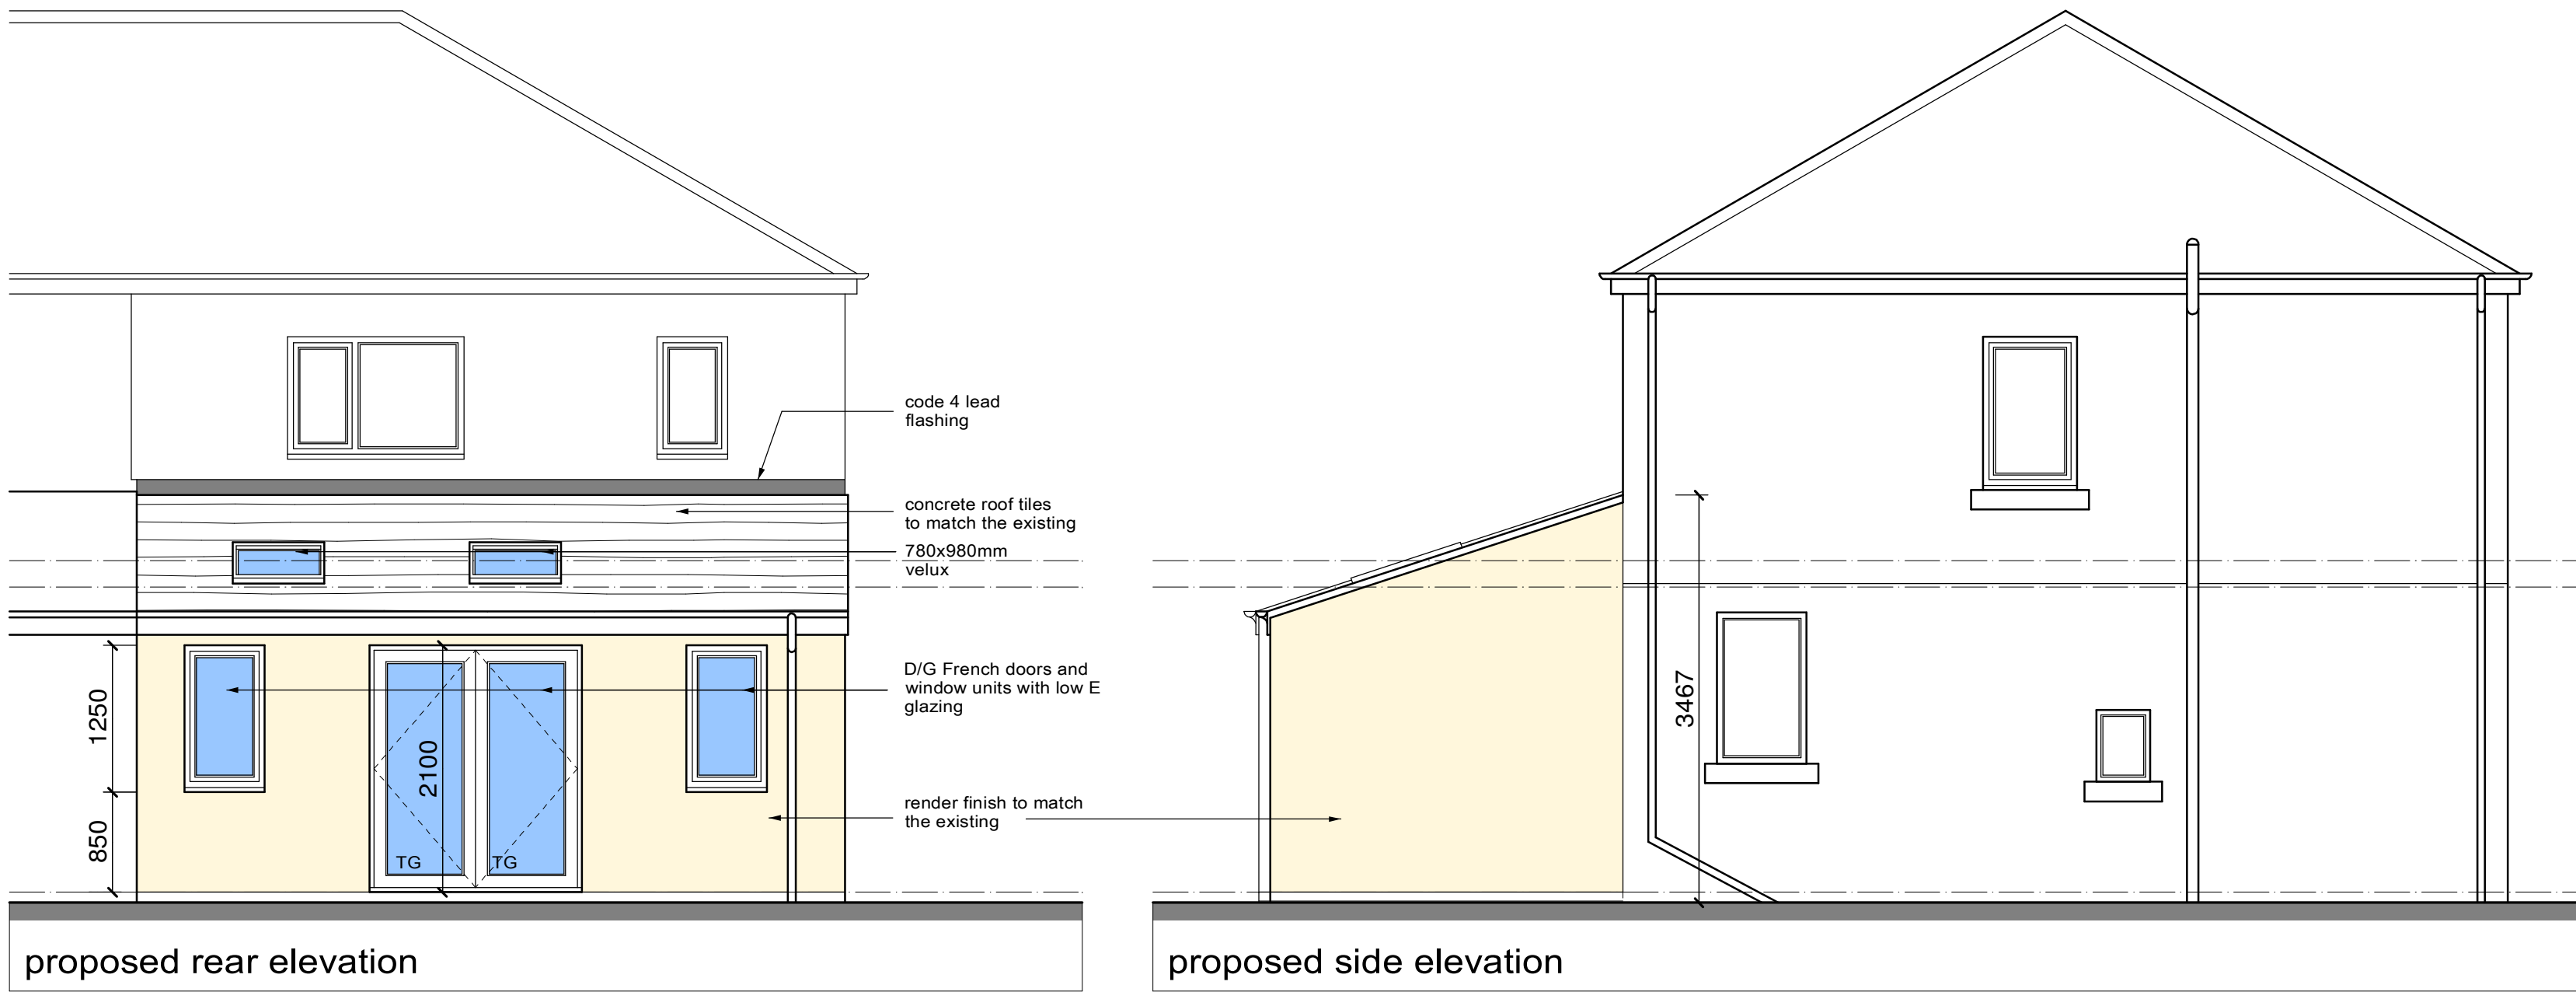 code 4 lead
flashing
concrete roof tiles
to match the existing
780x980mm
velux
D/G French doors and
window units with low E
glazing
render finish to match
the existing
1250
850
2100
TG
TG
3467
proposed rear elevation
proposed side elevation